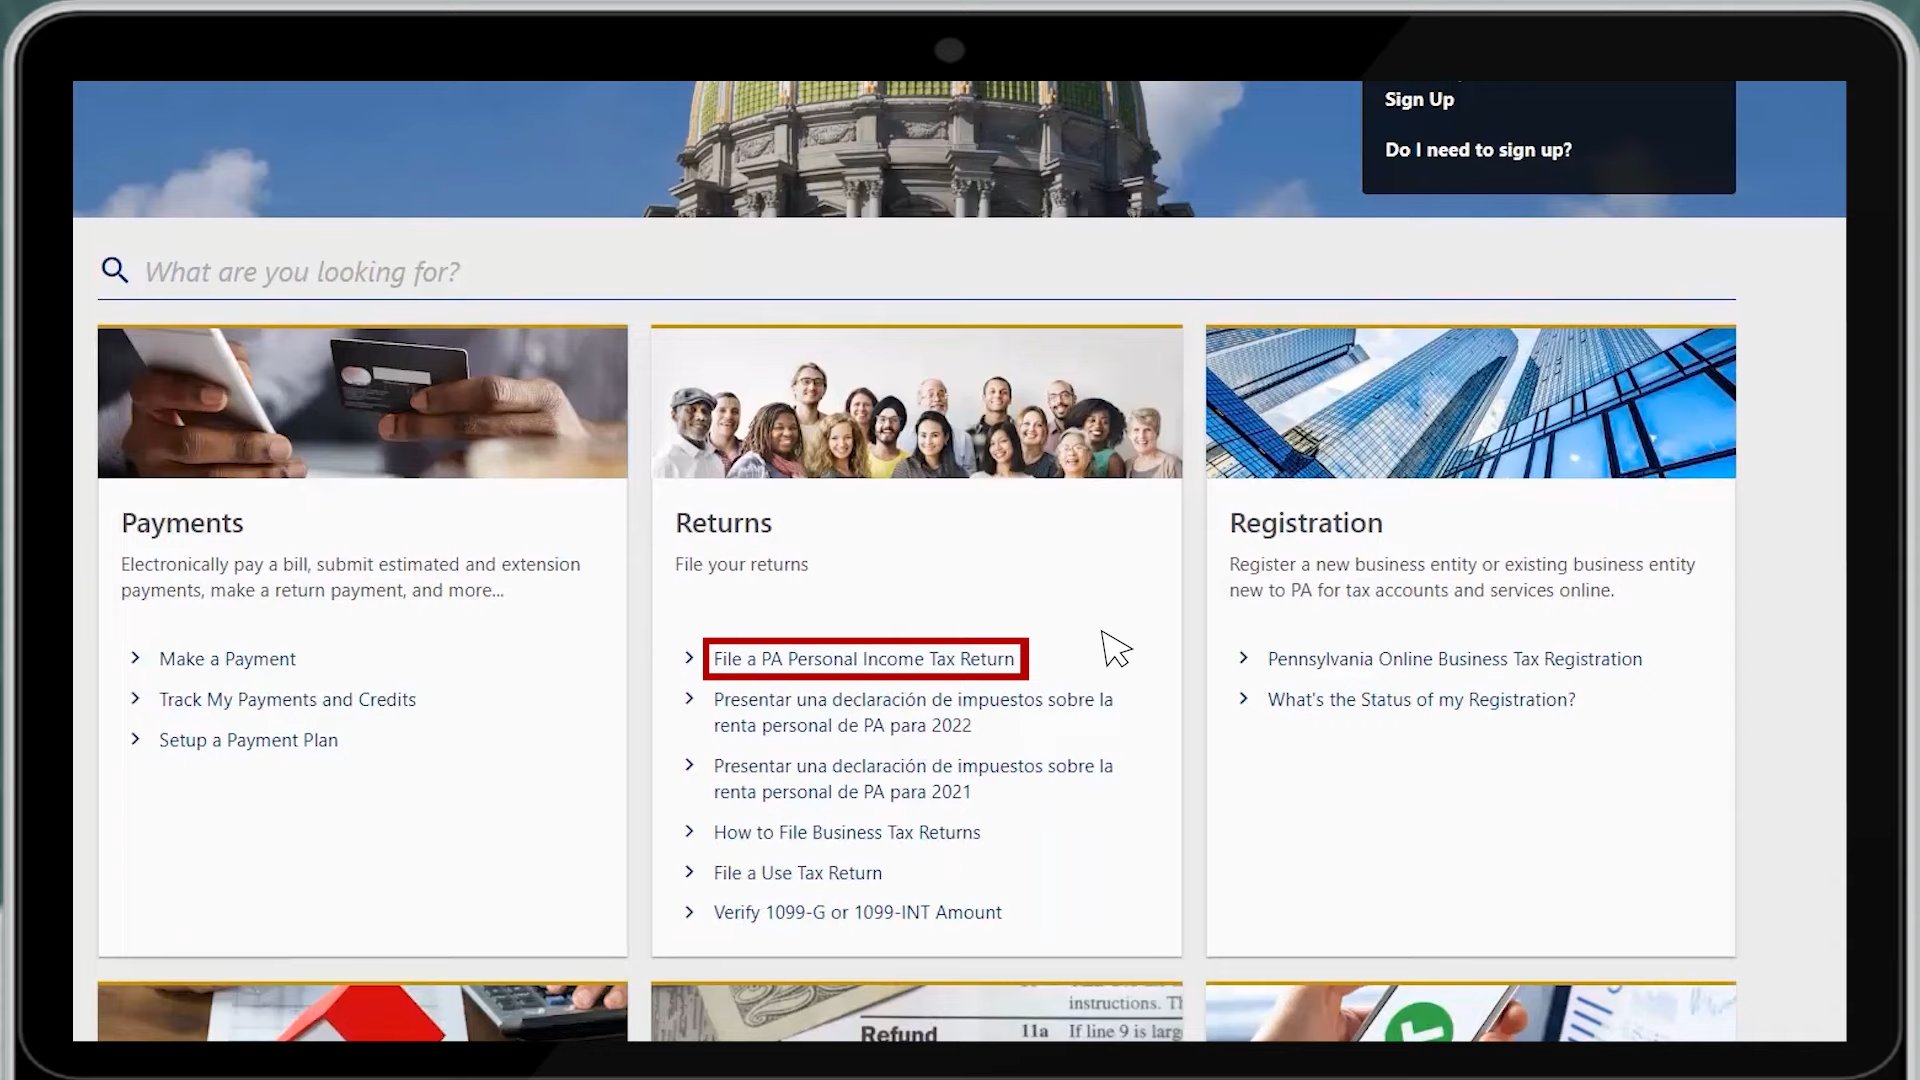 Sign Up
Do I need to sign up?
What are you looking for?
Payments
Electronically pay a bill, submit estimated and extension
payments, make a return payment, and more...
Make a Payment
Track My Payments and Credits
Setup a Payment Plan
Returns
File your returns
File a PA Personal Income Tax Return
Presentar una declaración de impuestos sobre la
renta personal de PA para 2022
Presentar una declaración de impuestos sobre la
renta personal de PA para 2021
How to File Business Tax Returns
File a Use Tax Return
Verify 1099-G or 1099-INT Amount
Registration
Register a new business entity or existing business entity
new to PA for tax accounts and services online.
Pennsylvania Online Business Tax Registration
What's the Status of my Registration?
instructions.
Refund 11a If line 9 is